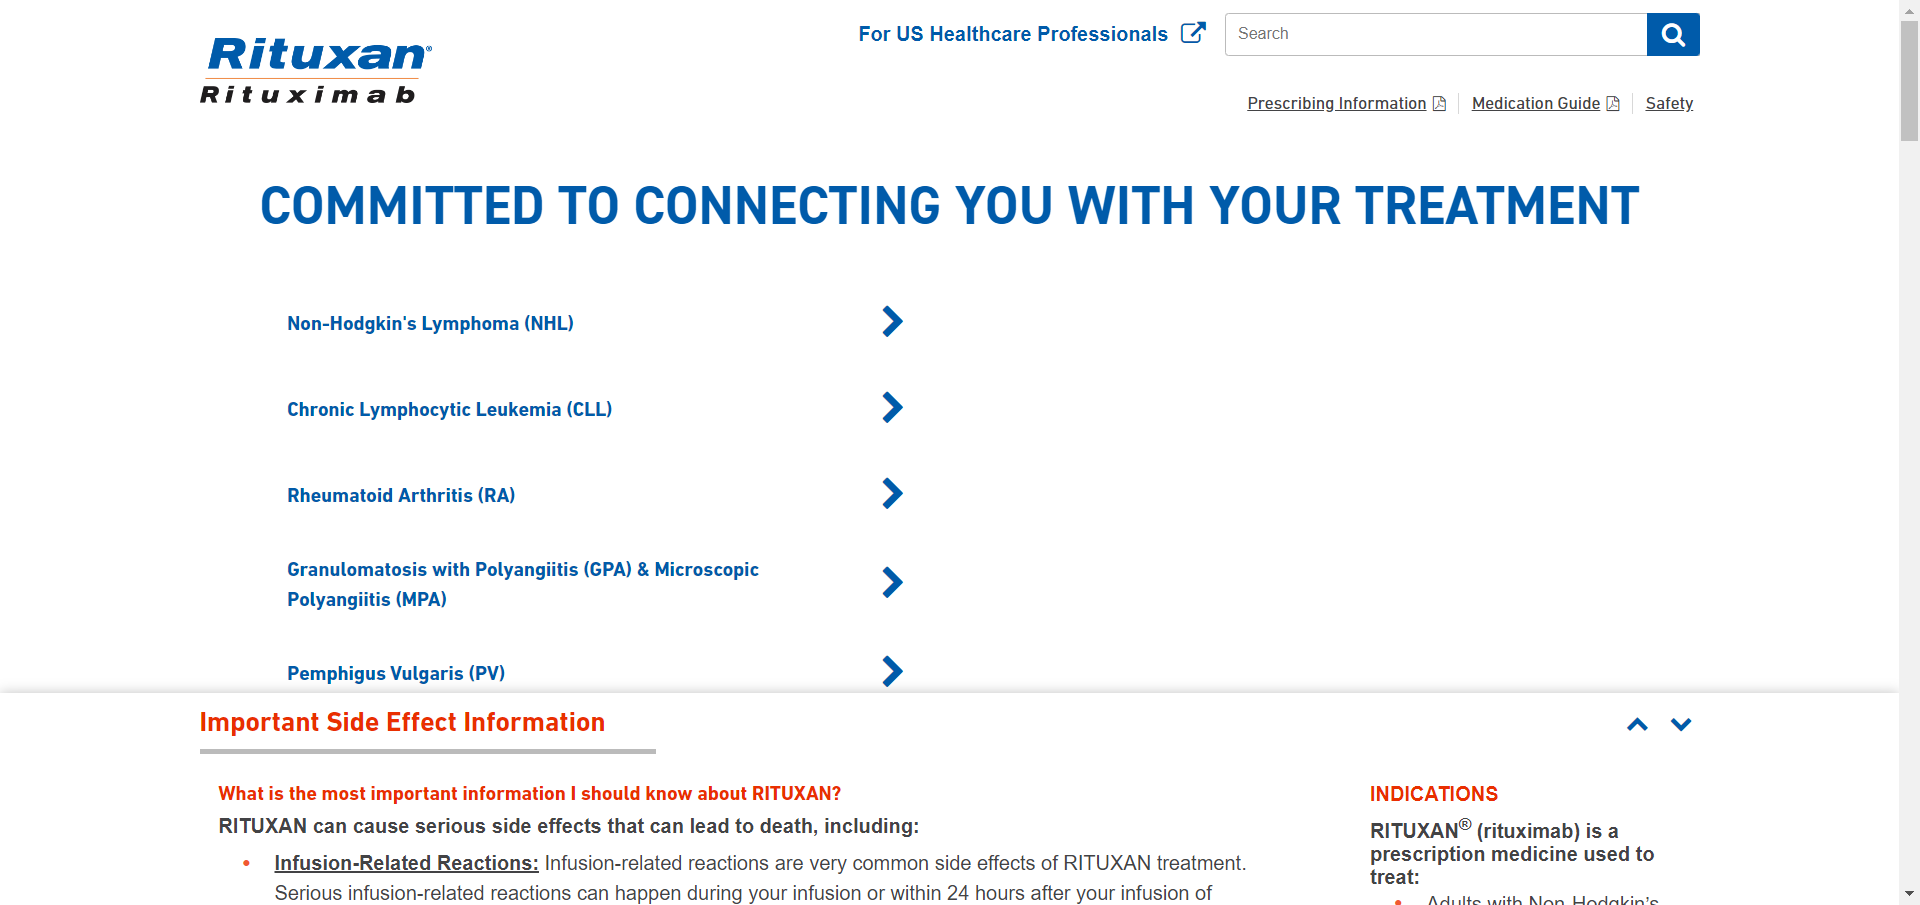 Rituxan®
Rituximab
For US Healthcare Professionals
Search
Prescribing Information
Medication Guide
Safety
COMMITTED TO CONNECTING YOU WITH YOUR TREATMENT
Non-Hodgkin's Lymphoma (NHL)
Chronic Lymphocytic Leukemia (CLL)
Rheumatoid Arthritis (RA)
Granulomatosis with Polyangiitis (GPA) & Microscopic
Polyangiitis (MPA)
Pemphigus Vulgaris (PV)
Important Side Effect Information
What is the most important information I should know about RITUXAN?
RITUXAN can cause serious side effects that can lead to death, including:
• Infusion-Related Reactions: Infusion-related reactions are very common side effects of RITUXAN treatment.
Serious infusion-related reactions can happen during your infusion or within 24 hours after your infusion of
INDICATIONS
RITUXAN® (rituximab) is a
prescription medicine used to
treat:
• Adults with Non-Hodgkin's